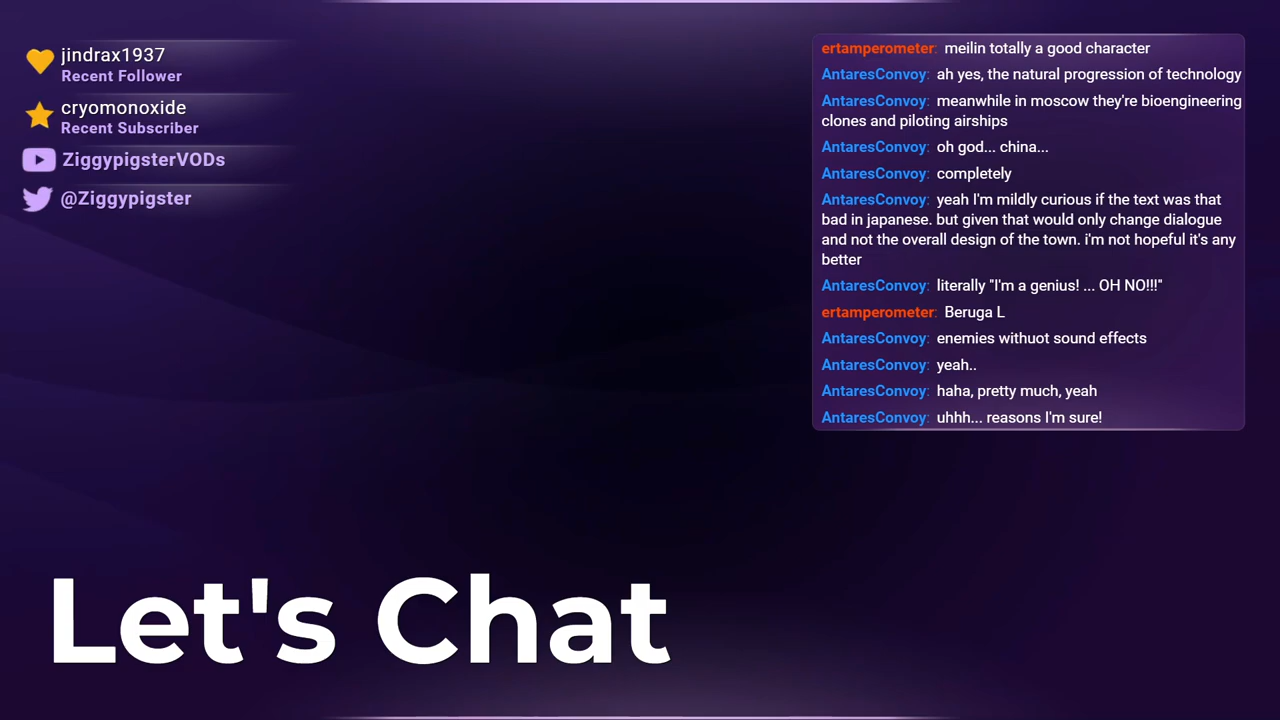 jindrax1937
Recent Follower
cryomonoxide
Recent Subscriber
ZiggypigsterVODs
@Ziggypigster
ertamperometer: meilin totally a good character
AntaresConvoy: ah yes, the natural progression of technology
AntaresConvoy: meanwhile in moscow they're bioengineering
clones and piloting airships
AntaresConvoy: oh god... china...
AntaresConvoy: completely
AntaresConvoy: yeah I'm mildly curious if the text was that
bad in japanese. but given that would only change dialogue
and not the overall design of the town. i'm not hopeful it's any
better
AntaresConvoy: literally "I'm a genius! ... OH NO!!!"
ertamperometer: Beruga L
AntaresConvoy: enemies withuot sound effects
AntaresConvoy: yeah..
AntaresConvoy: haha, pretty much, yeah
AntaresConvoy: uhhh... reasons I'm sure!
Let's Chat